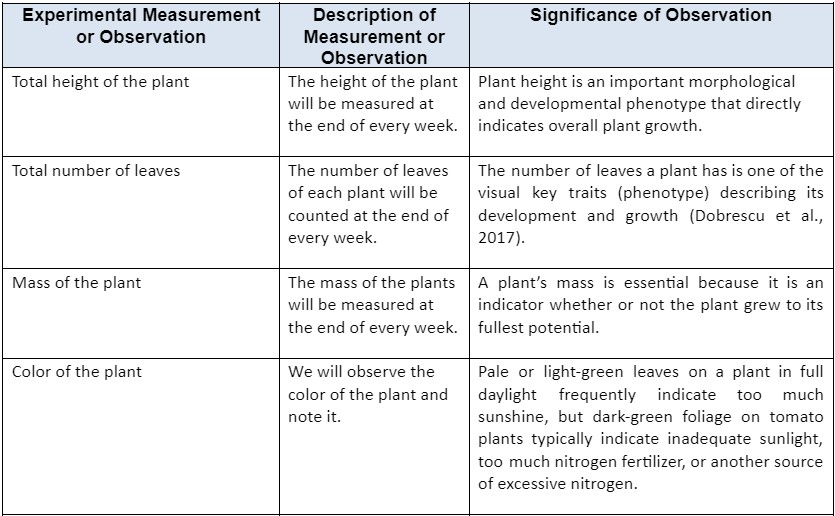 Experimental Measurement
or Observation
Description of
Measurement or
Observation
Significance of Observation
Total height of the plant
The height of the plant
will be measured at
the end of every week.
Plant height is an important morphological
and developmental phenotype that directly
indicates overall plant growth.
Total number of leaves
The number of leaves
of each plant will be
counted at the end of
every week.
The number of leaves a plant has is one of the
visual key traits (phenotype) describing its
development and growth (Dobrescu et al.,
2017).
Mass of the plant
The mass of the plants
will be measured at
the end of every week.
A plant’s mass is essential because it is an
indicator whether or not the plant grew to its
fullest potential.
Color of the plant
We will observe the
color of the plant and
note it.
Pale or light-green leaves on a plant in full
daylight frequently indicate too much
sunshine, but dark-green foliage on tomato
plants typically indicate inadequate sunlight,
too much nitrogen fertilizer, or another source
of excessive nitrogen.